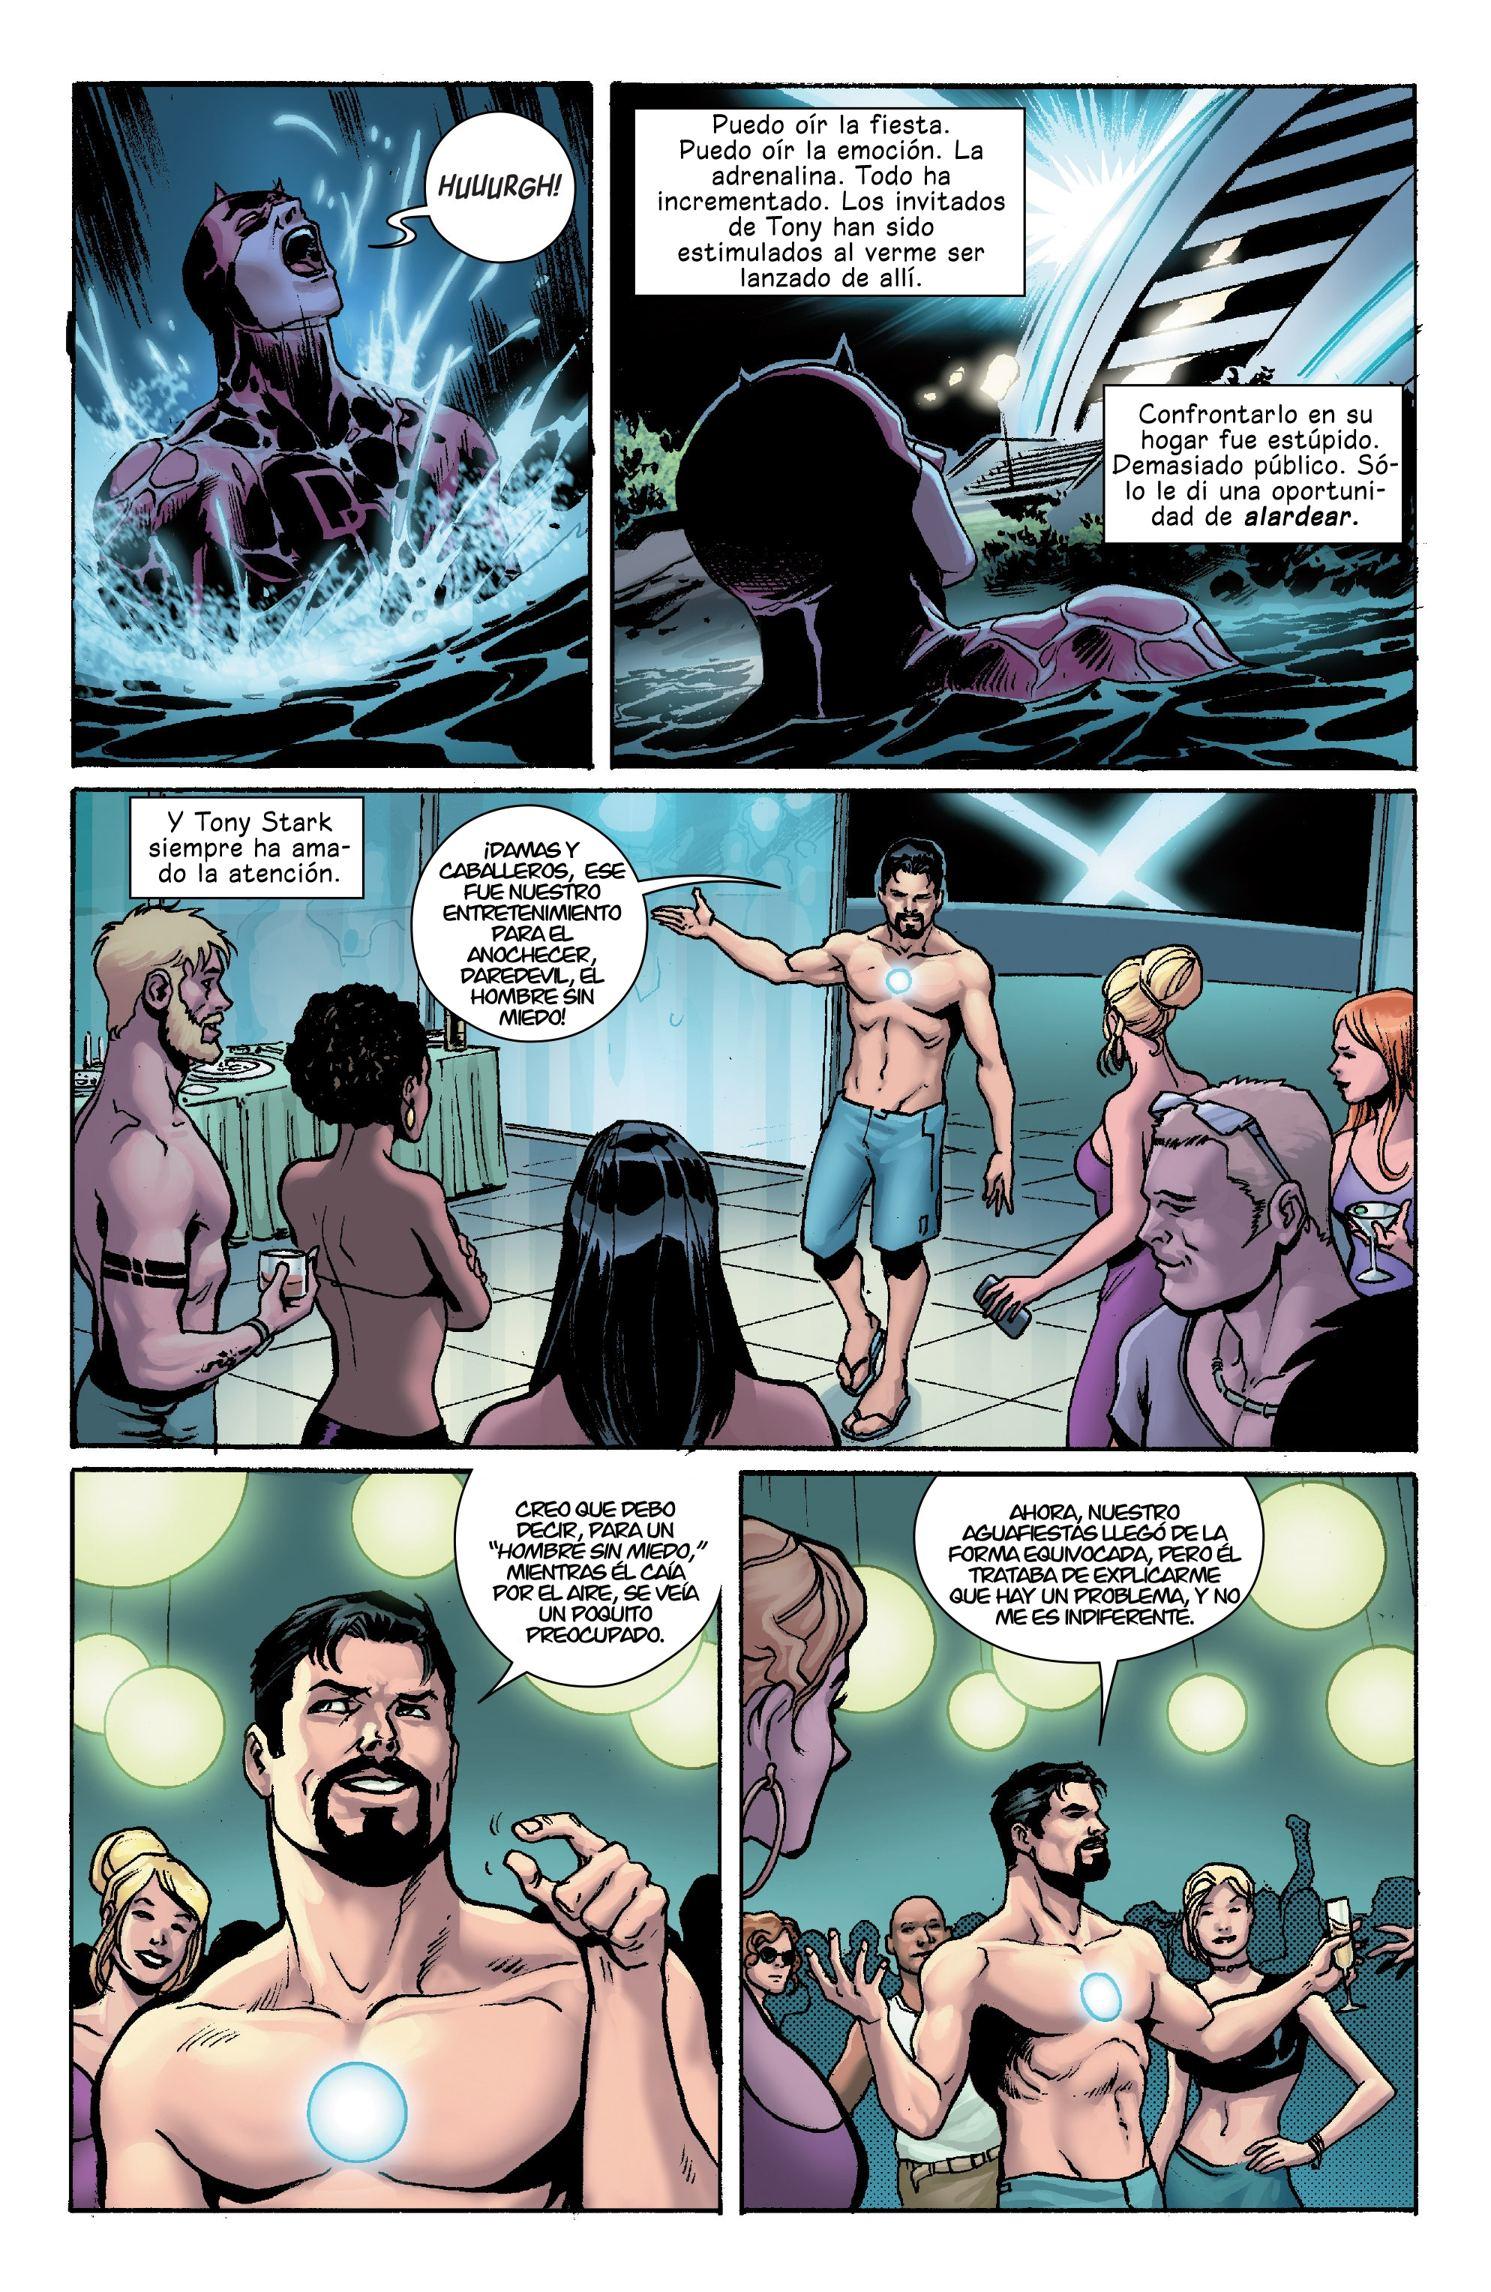 HUUURGH!
Puedo oír la fiesta.
Puedo oír la emoción. La
adrenalina. Todo ha
incrementado. Los invitados
de Tony han sido
estimulados al verme ser
lanzado de allí.
Confrontarlo en su
hogar fue estúpido.
Demasiado público. Só-
lo le di una oportuni-
dad de alardear.
Y Tony Stark
siempre ha ama-
do la atención.
¡DAMAS Y
CABALLEROS, ESE
FUE NUESTRO
ENTRETENIMIENTO
PARA EL
ANOCHECER,
DAREDEVIL, EL
HOMBRE SIN
MIEDO!
CREO QUE DEBO
DECIR, PARA UN
"HOMBRE SIN MIEDO,"
MIENTRAS ÉL CAÍA
POR EL AIRE, SE VEÍA
UN POQUITO
PREOCUPADO.
AHORA, NUESTRO
AGUAFIESTAS LLEGÓ DE LA
FORMA EQUIVOCADA, PERO ÉL
TRATABA DE EXPLICARME
QUE HAY UN PROBLEMA, Y NO
ME ES INDIFERENTE.